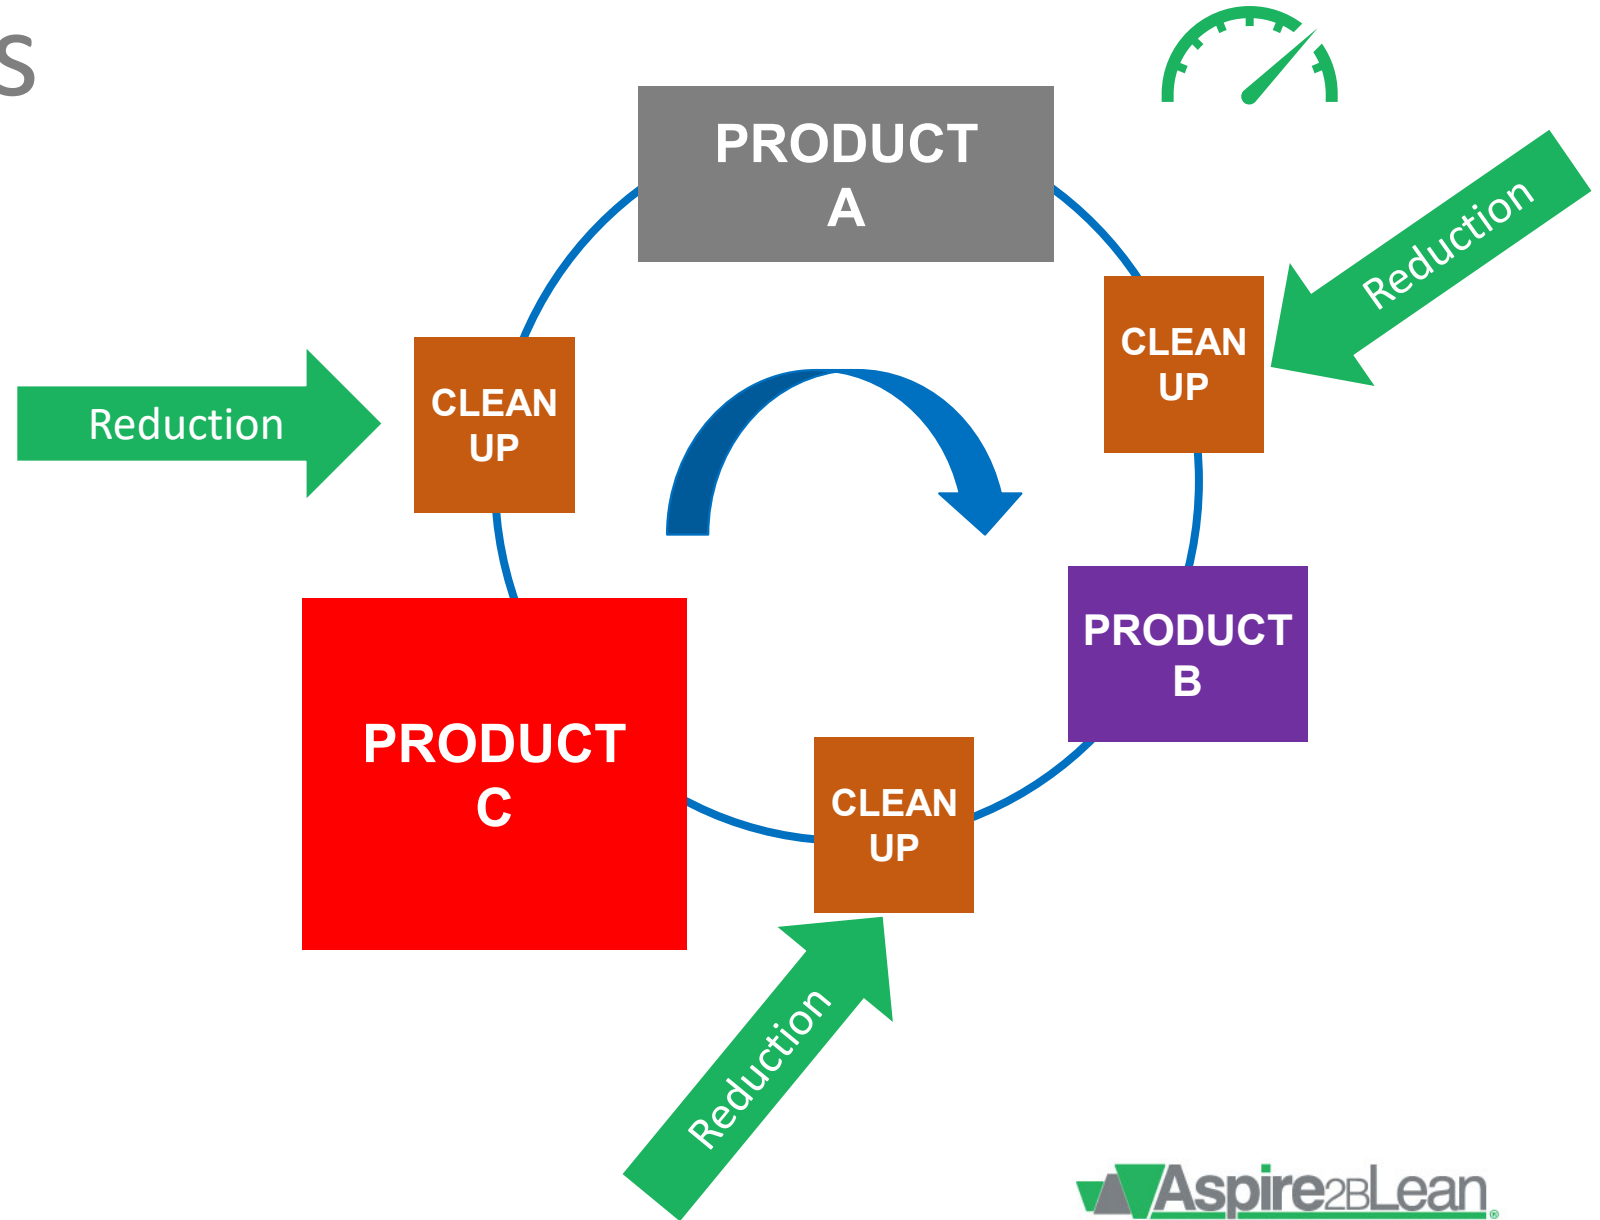 s
PRODUCT
A
Reduction
CLEAN
UP
CLEAN
UP
Reduction
PRODUCT
B
PRODUCT
C
CLEAN
UP
Reduction
Aspire2BLean®